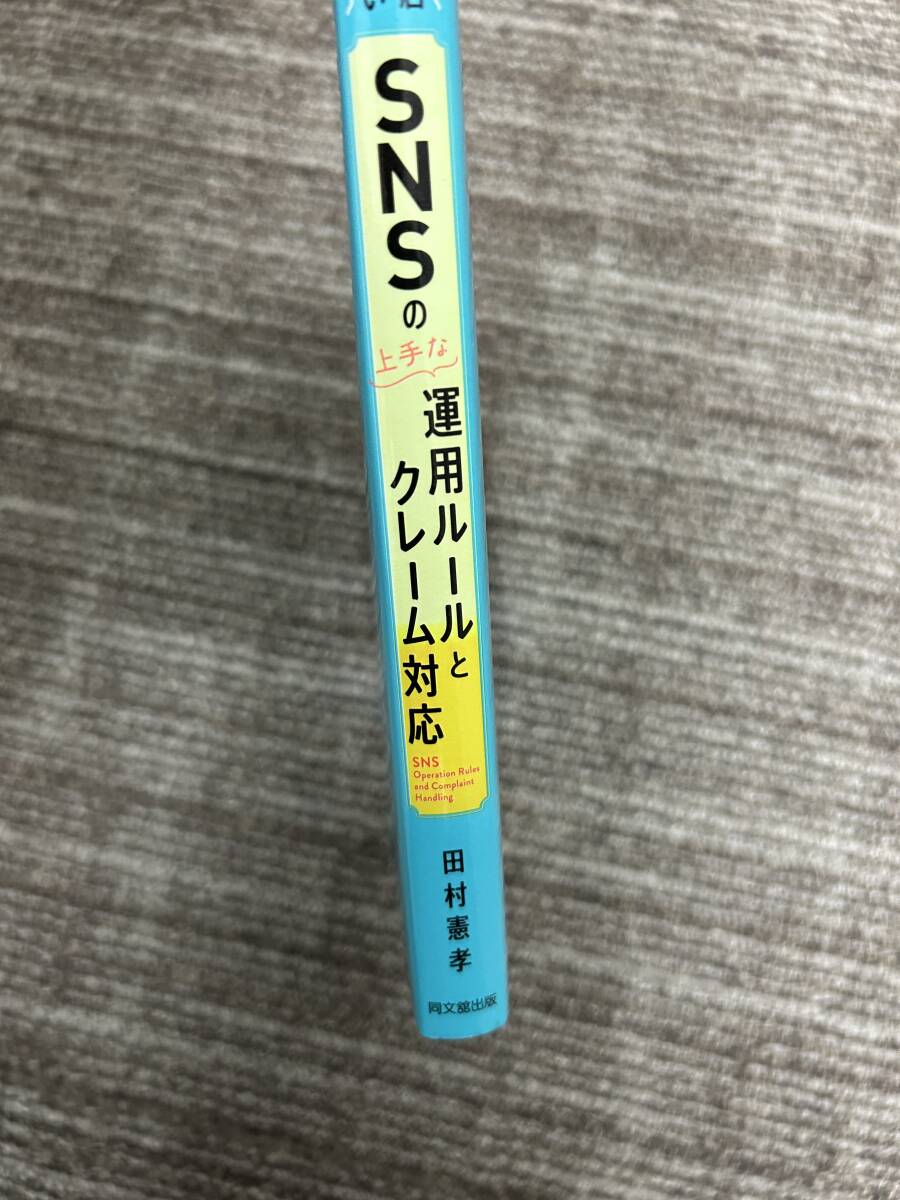 SNSの
上手な
運用ルールと
クレーム対応
SNS
Operation Rules
and Complaint
Handling
田村憲孝
同文舘出版